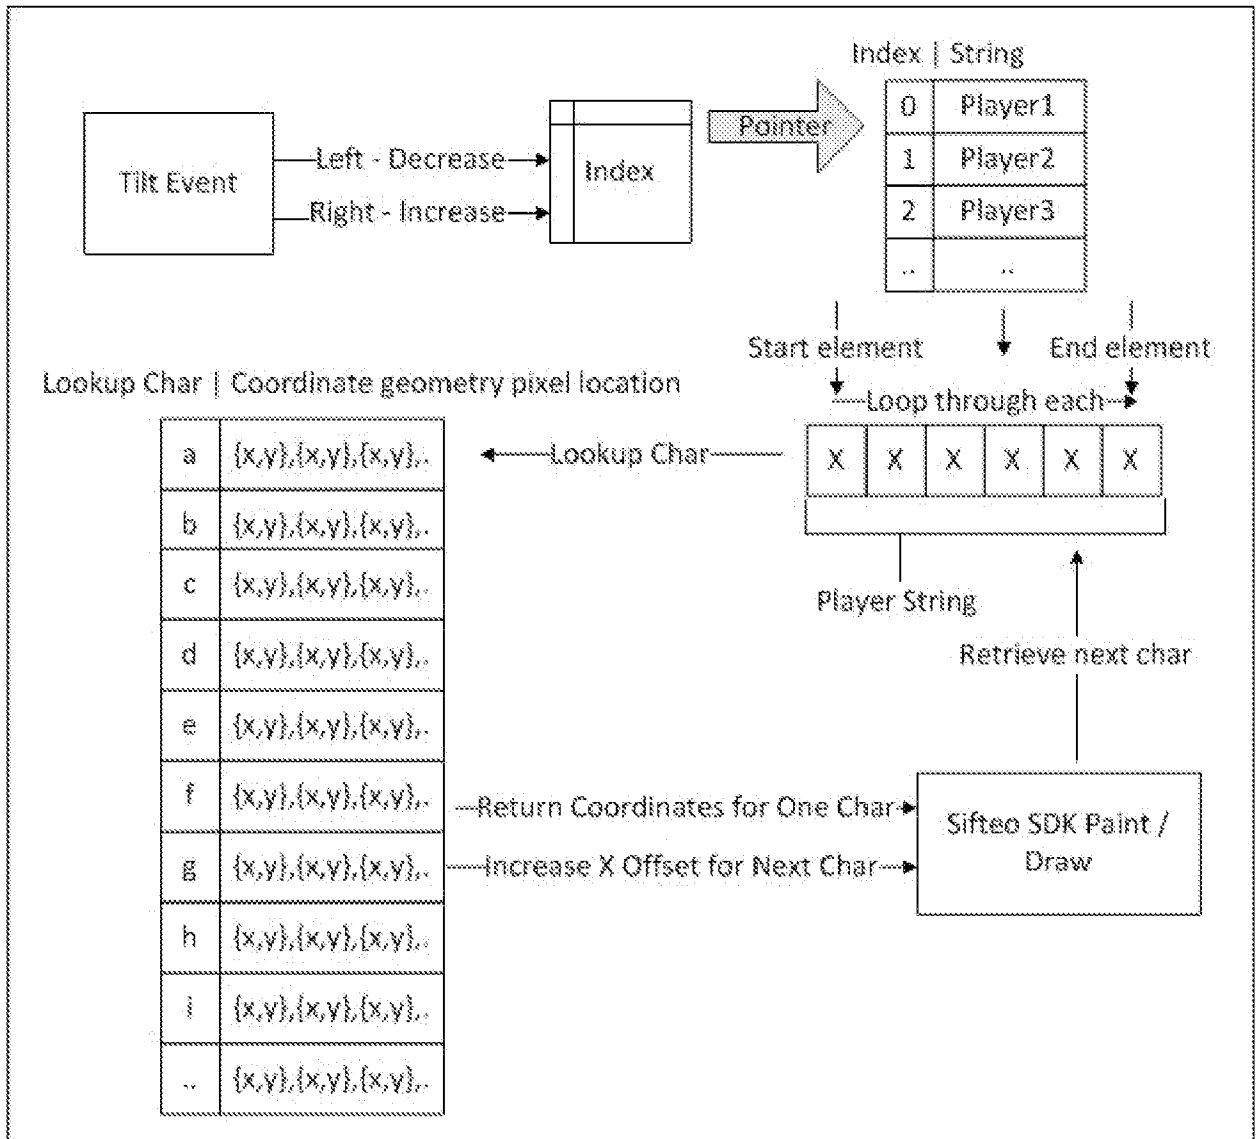 Index | String
0 Player1
1 Player2
2 Player3
.. ..
Pointer
Tilt Event
Left - Decrease
Right - Increase
Index
Start element
End element
Loop through each
X X X X X X
Player String
Lookup Char
Lookup Char | Coordinate geometry pixel location
a {x,y},{x,y},{x,y},..
b {x,y},{x,y},{x,y},..
c {x,y},{x,y},{x,y},..
d {x,y},{x,y},{x,y},..
e {x,y},{x,y},{x,y},..
f {x,y},{x,y},{x,y},..
g {x,y},{x,y},{x,y},..
h {x,y},{x,y},{x,y},..
i {x,y},{x,y},{x,y},..
.. {x,y},{x,y},{x,y},..
Retrieve next char
Return Coordinates for One Char
Increase X Offset for Next Char
Sifteo SDK Paint /
Draw